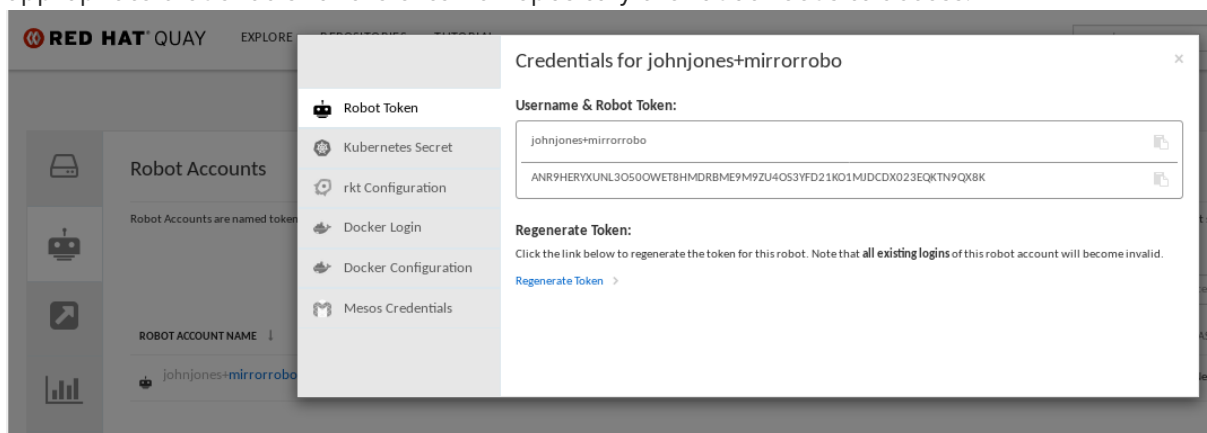 RED HAT QUAY EXPLORE
Credentials for johnjones+mirrorrobo ×
Robot Token
Username & Robot Token:
johnjones+mirrorrobo
Kubernetes Secret
Robot Accounts
ANR9HERYXUNL3O50OWET8HMDRBME9M9ZU4OS3YFD21KO1MJDCDX023EQKTN9QX8K
rkt Configuration
Robot Accounts are named token
Docker Login
Regenerate Token:
Click the link below to regenerate the token for this robot. Note that all existing logins of this robot account will become invalid.
Docker Configuration
Regenerate Token >
Mesos Credentials
ROBOT ACCOUNT NAME ↓
johnjones+mirrorrobo